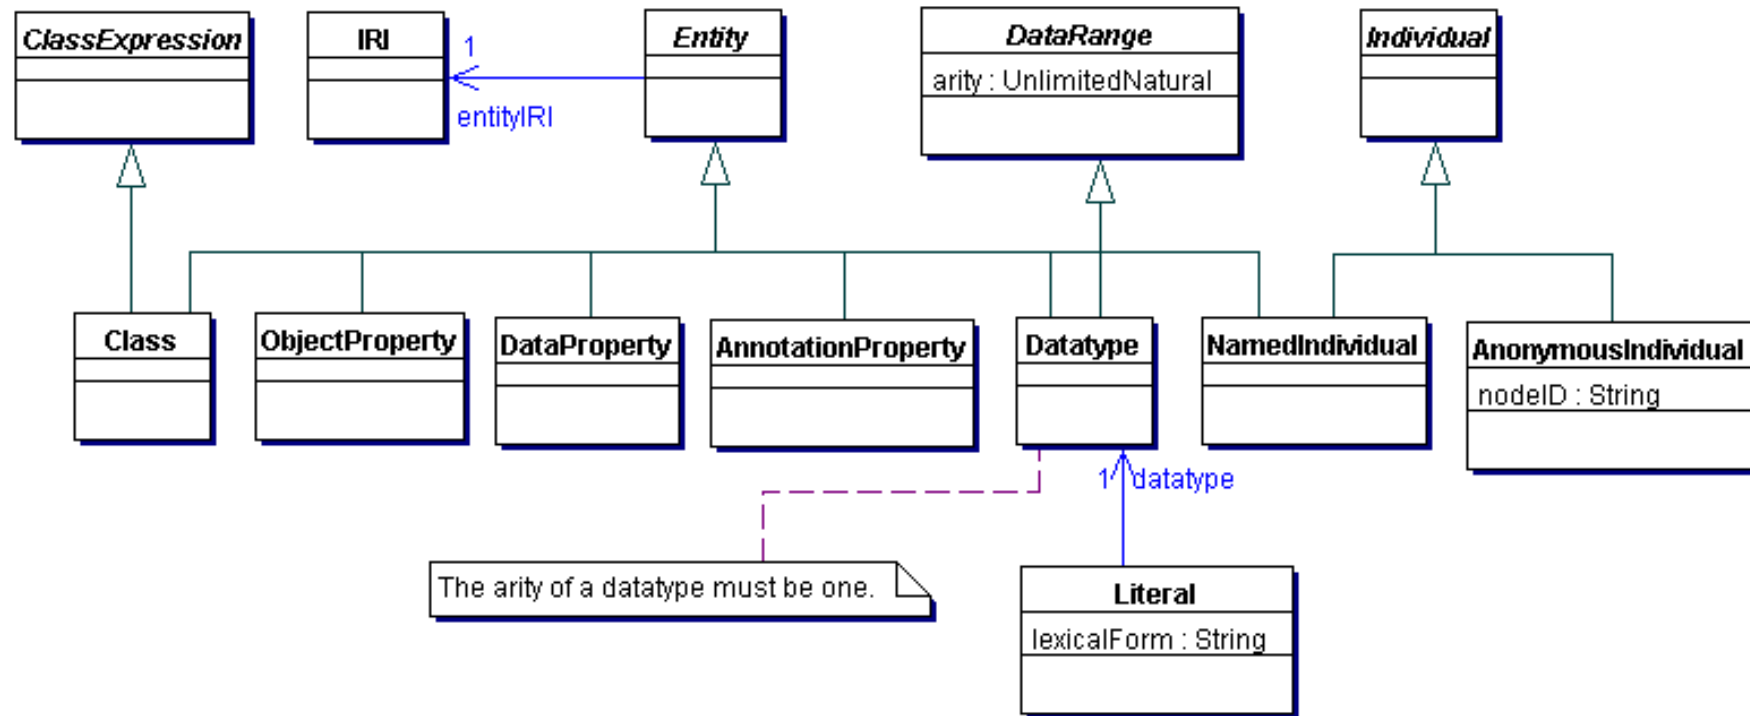 ClassExpression
IRI
Entity
DataRange
Individual
1
arity : UnlimitedNatural
entityIRI
Class
ObjectProperty
DataProperty
AnnotationProperty
Datatype
NamedIndividual
AnonymousIndividual
nodeID : String
1 datatype
The arity of a datatype must be one.
Literal
lexicalForm : String